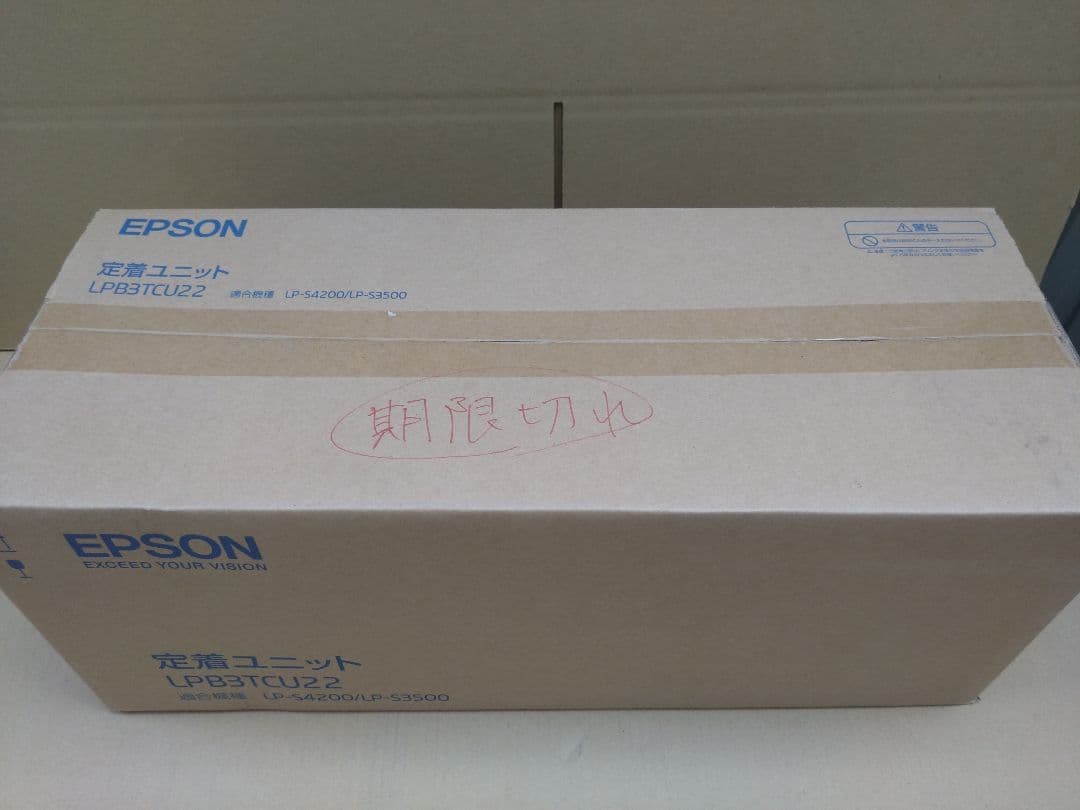 EPSON
定着ユニット
LPB3TCU22 適合機種 LP-S4200/LP-S3500
警告
期限切れ
EPSON
EXCEED YOUR VISION
定着ユニット
LPB3TCU22
適合機種 LP-S4200/LP-S3500